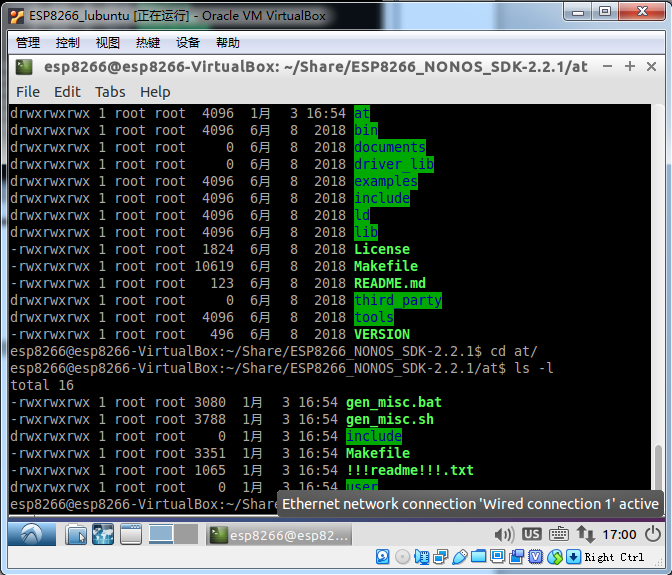 ESP8266_lubuntu [正在运行] - Oracle VM VirtualBox
管理 控制 视图 热键 设备 帮助
esp8266@esp8266-VirtualBox: ~/Share/ESP8266_NONOS_SDK-2.2.1/at
File Edit Tabs Help
drwxrwxrwx 1 root root 4096 1月 3 16:54 at
drwxrwxrwx 1 root root 4096 6月 8 2018 bin
drwxrwxrwx 1 root root 0 6月 8 2018 documents
drwxrwxrwx 1 root root 0 6月 8 2018 driver_lib
drwxrwxrwx 1 root root 4096 6月 8 2018 examples
drwxrwxrwx 1 root root 4096 6月 8 2018 include
drwxrwxrwx 1 root root 4096 6月 8 2018 ld
drwxrwxrwx 1 root root 4096 6月 8 2018 lib
-rwxrwxrwx 1 root root 1824 6月 8 2018 License
-rwxrwxrwx 1 root root 10619 6月 8 2018 Makefile
-rwxrwxrwx 1 root root 123 6月 8 2018 README.md
drwxrwxrwx 1 root root 0 6月 8 2018 third_party
drwxrwxrwx 1 root root 4096 6月 8 2018 tools
-rwxrwxrwx 1 root root 496 6月 8 2018 VERSION
esp8266@esp8266-VirtualBox:~/Share/ESP8266_NONOS_SDK-2.2.1$ cd at/
esp8266@esp8266-VirtualBox:~/Share/ESP8266_NONOS_SDK-2.2.1/at$ ls -l
total 16
-rwxrwxrwx 1 root root 3080 1月 3 16:54 gen_misc.bat
-rwxrwxrwx 1 root root 3788 1月 3 16:54 gen_misc.sh
drwxrwxrwx 1 root root 0 1月 3 16:54 include
-rwxrwxrwx 1 root root 3351 1月 3 16:54 Makefile
-rwxrwxrwx 1 root root 1065 1月 3 16:54 !!!readme!!!.txt
drwxrwxrwx 1 root root 0 1月 3 16:54 user
esp8266@esp8266-VirtualBox:~/Shar
Ethernet network connection 'Wired connection 1' active
esp8266@esp82...
US
17:00
Right Ctrl